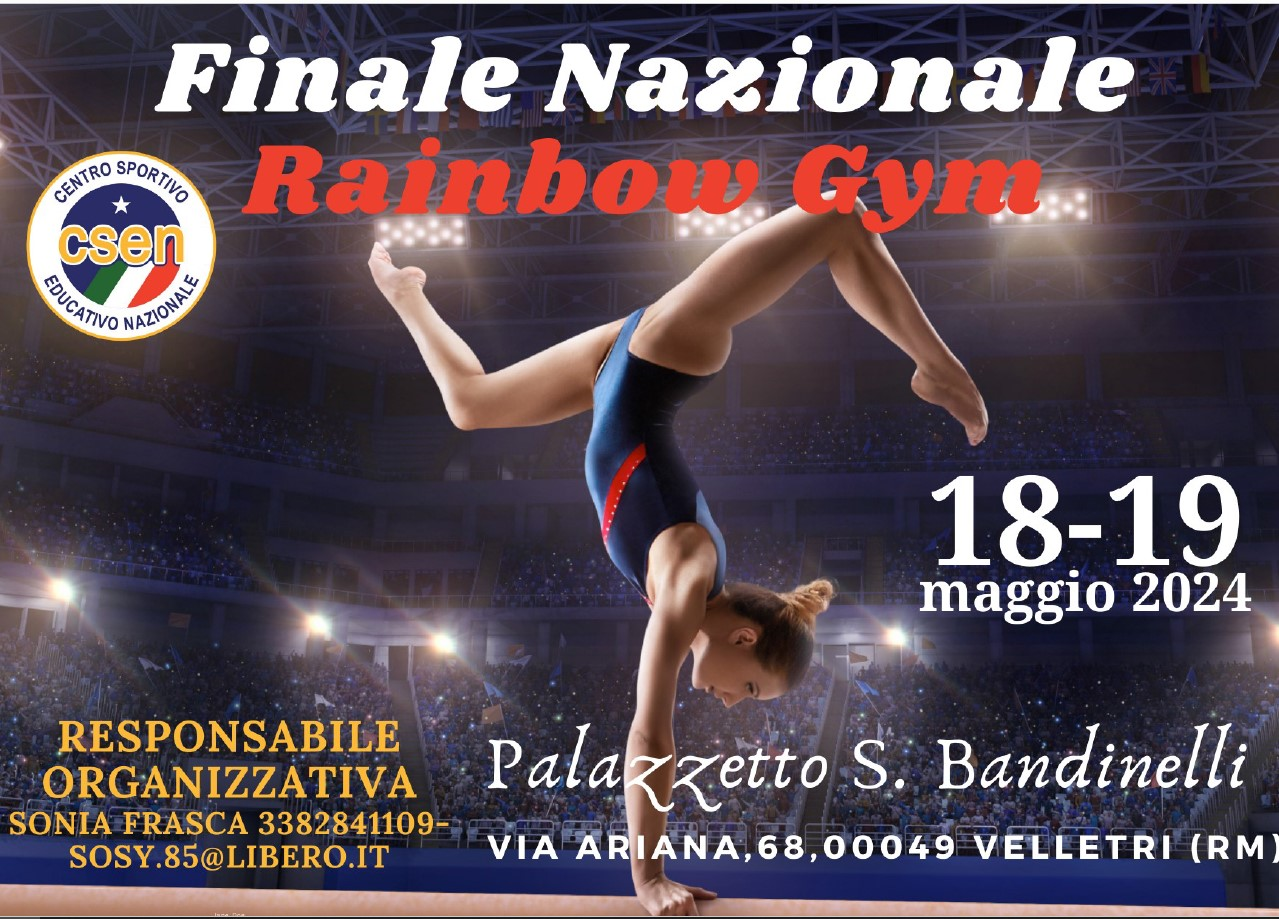 Finale Nazionale
Rainbow Gym
CENTRO SPORTIVO
csen
EDUCATIVO NAZIONALE
18-19
maggio 2024
RESPONSABILE
ORGANIZZATIVA
SONIA FRASCA 3382841109-
SOSY.85@LIBERO.IT
Palazzetto S. Bandinelli
VIA ARIANA,68,00049 VELLETRI (RM)